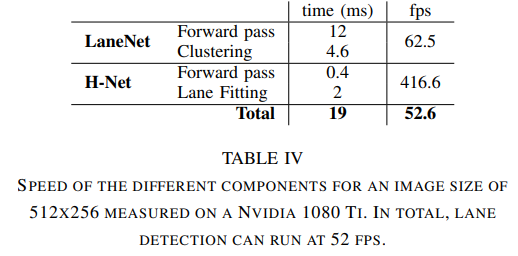 time (ms) fps
LaneNet Forward pass 12 62.5
Clustering 4.6
H-Net Forward pass 0.4 416.6
Lane Fitting 2
Total 19 52.6
TABLE IV
SPEED OF THE DIFFERENT COMPONENTS FOR AN IMAGE SIZE OF
512X256 MEASURED ON A NVIDIA 1080 TI. IN TOTAL, LANE
DETECTION CAN RUN AT 52 FPS.